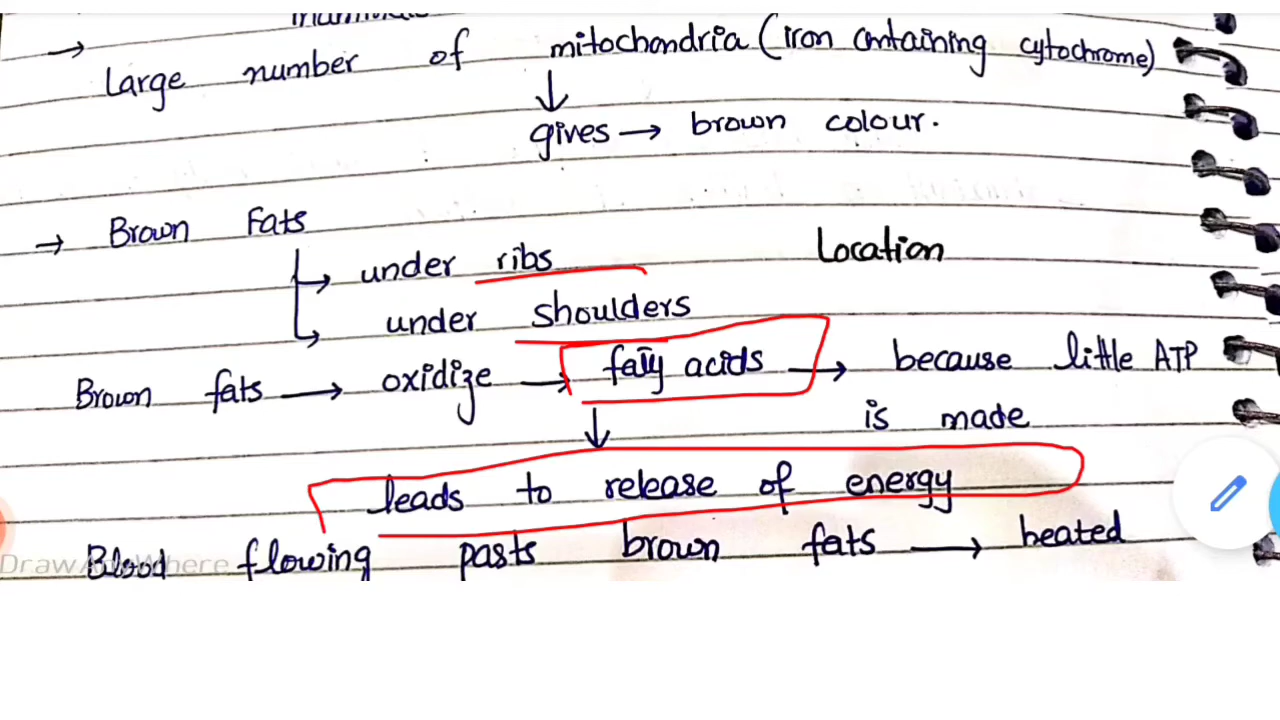 → Large number of mitochondria (iron containing cytochrome)
↓
gives → brown colour.
→ Brown Fats
↳ under ribs Location
↳ under shoulders
Brown fats → oxidize → fatty acids → because little ATP
↓ is made
leads to release of energy
Blood flowing pasts brown fats → heated
DrawAnywhere